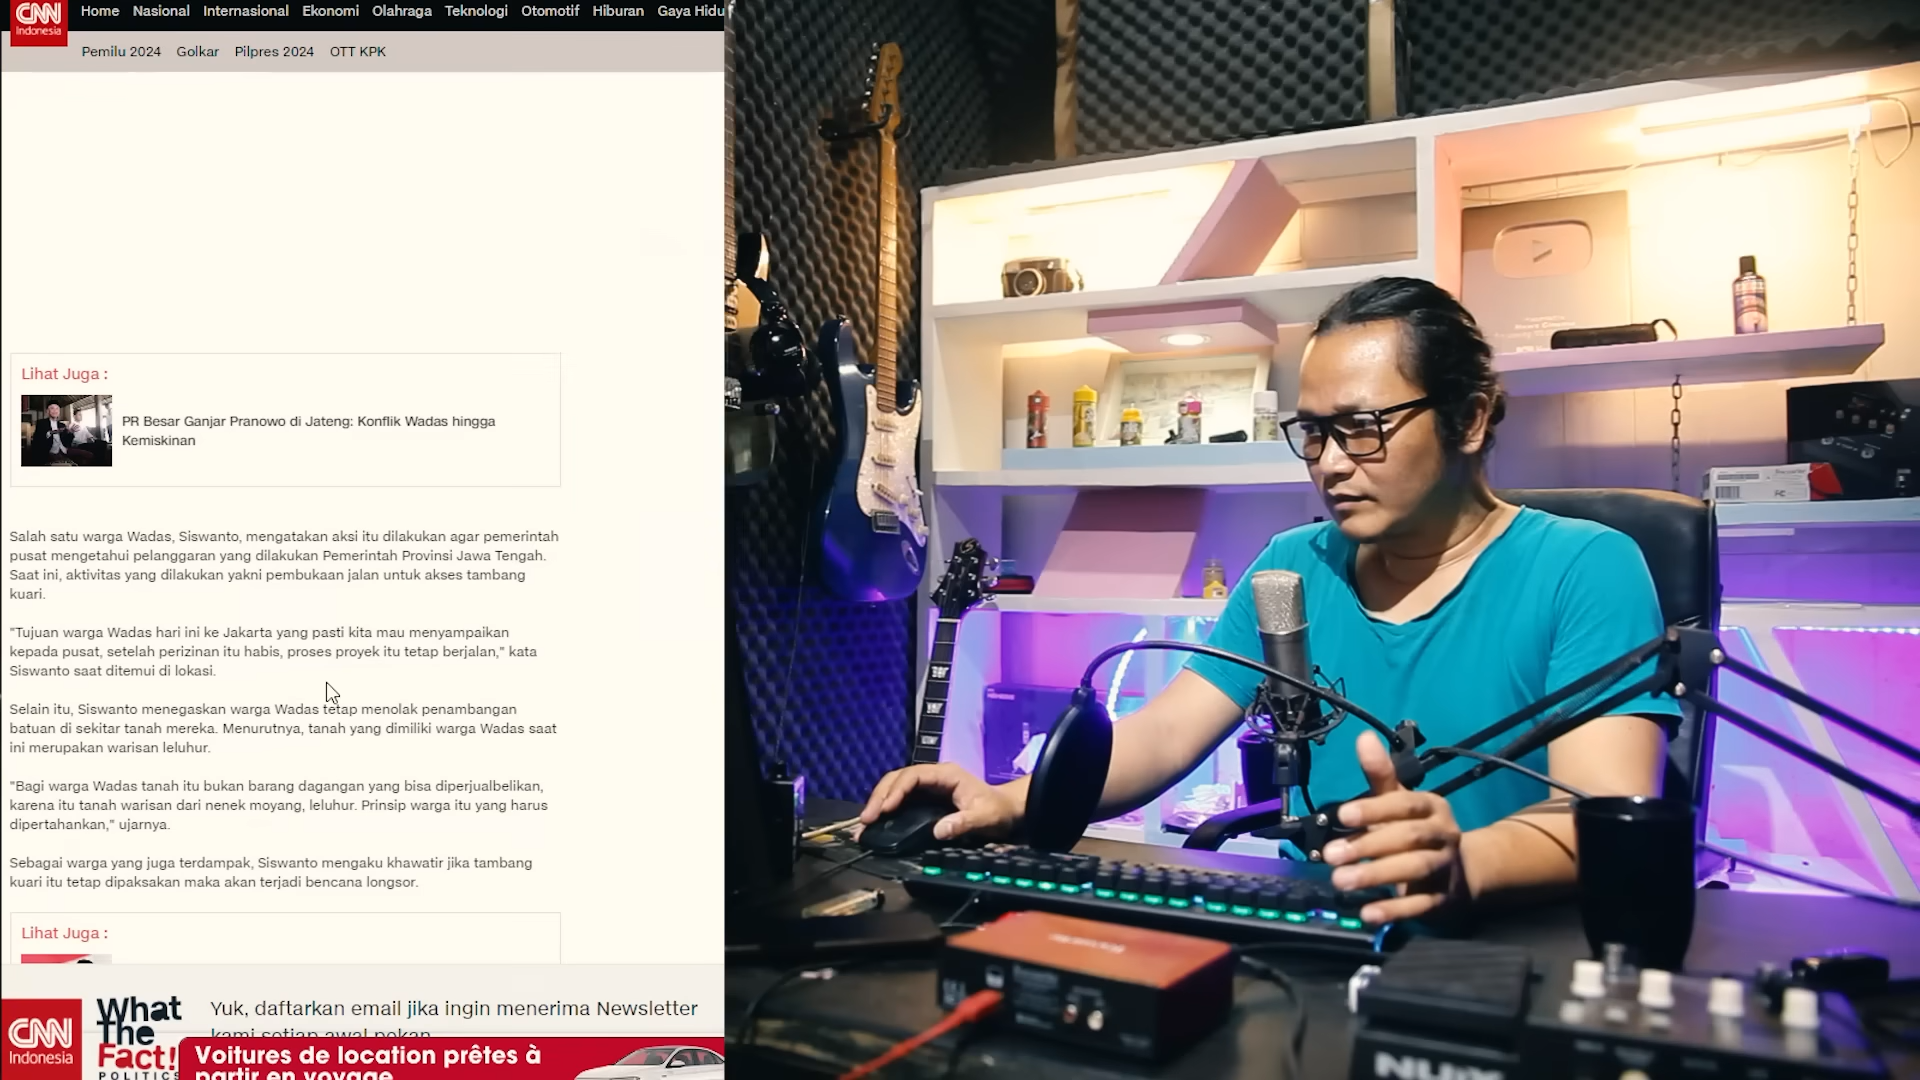 CNN
Indonesia
Home Nasional Internasional Ekonomi Olahraga Teknologi Otomotif Hiburan Gaya Hidu
Pemilu 2024 Golkar Pilpres 2024 OTT KPK
Lihat Juga :
PR Besar Ganjar Pranowo di Jateng: Konflik Wadas hingga
Kemiskinan
Salah satu warga Wadas, Siswanto, mengatakan aksi itu dilakukan agar pemerintah
pusat mengetahui pelanggaran yang dilakukan Pemerintah Provinsi Jawa Tengah.
Saat ini, aktivitas yang dilakukan yakni pembukaan jalan untuk akses tambang
kuari.
"Tujuan warga Wadas hari ini ke Jakarta yang pasti kita mau menyampaikan
kepada pusat, setelah perizinan itu habis, proses proyek itu tetap berjalan," kata
Siswanto saat ditemui di lokasi.
Selain itu, Siswanto menegaskan warga Wadas tetap menolak penambangan
batuan di sekitar tanah mereka. Menurutnya, tanah yang dimiliki warga Wadas saat
ini merupakan warisan leluhur.
"Bagi warga Wadas tanah itu bukan barang dagangan yang bisa diperjualbelikan,
karena itu tanah warisan dari nenek moyang, leluhur. Prinsip warga itu yang harus
dipertahankan," ujarnya.
Sebagai warga yang juga terdampak, Siswanto mengaku khawatir jika tambang
kuari itu tetap dipaksakan maka akan terjadi bencana longsor.
Lihat Juga :
CNN
Indonesia
What
The
Fact!
POLITICS
Yuk, daftarkan email jika ingin menerima Newsletter
kami setiap awal pekan
Voitures de location prêtes à
partir en voyage
NUX